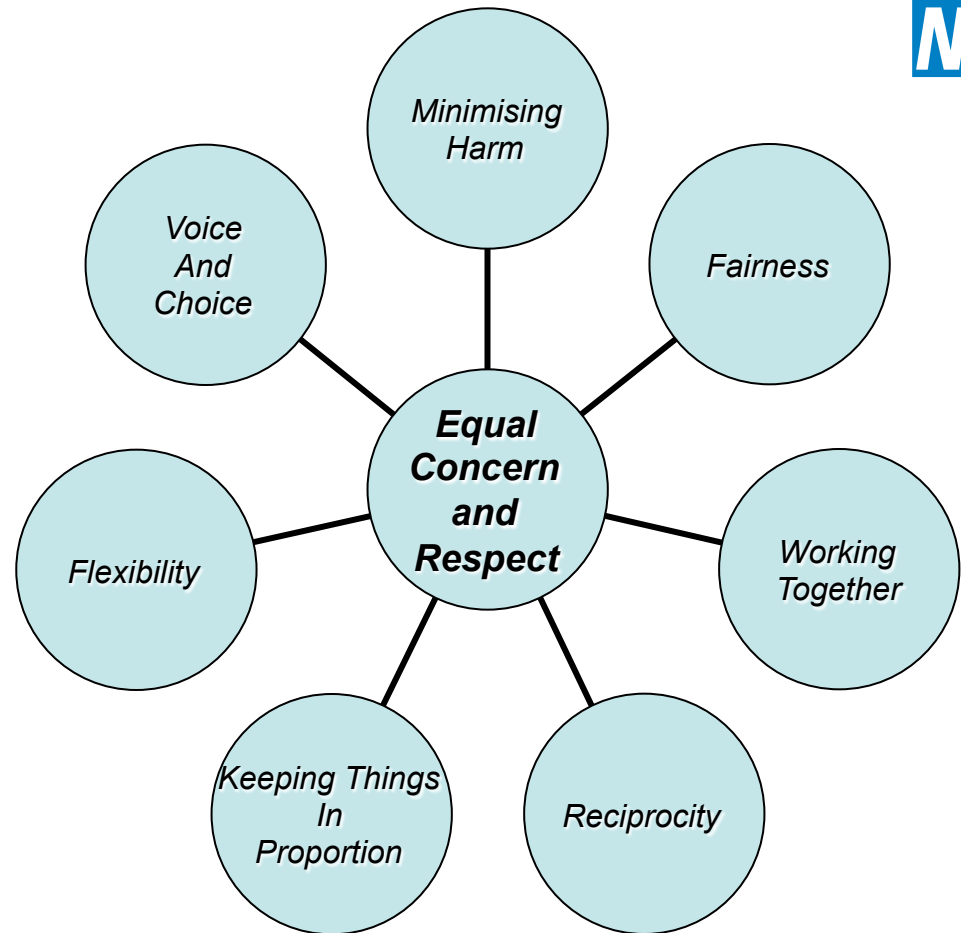 N
Minimising
Harm
Voice
And
Choice
Fairness
Equal
Concern
and
Respect
Flexibility
Working
Together
Keeping Things
In
Proportion
Reciprocity